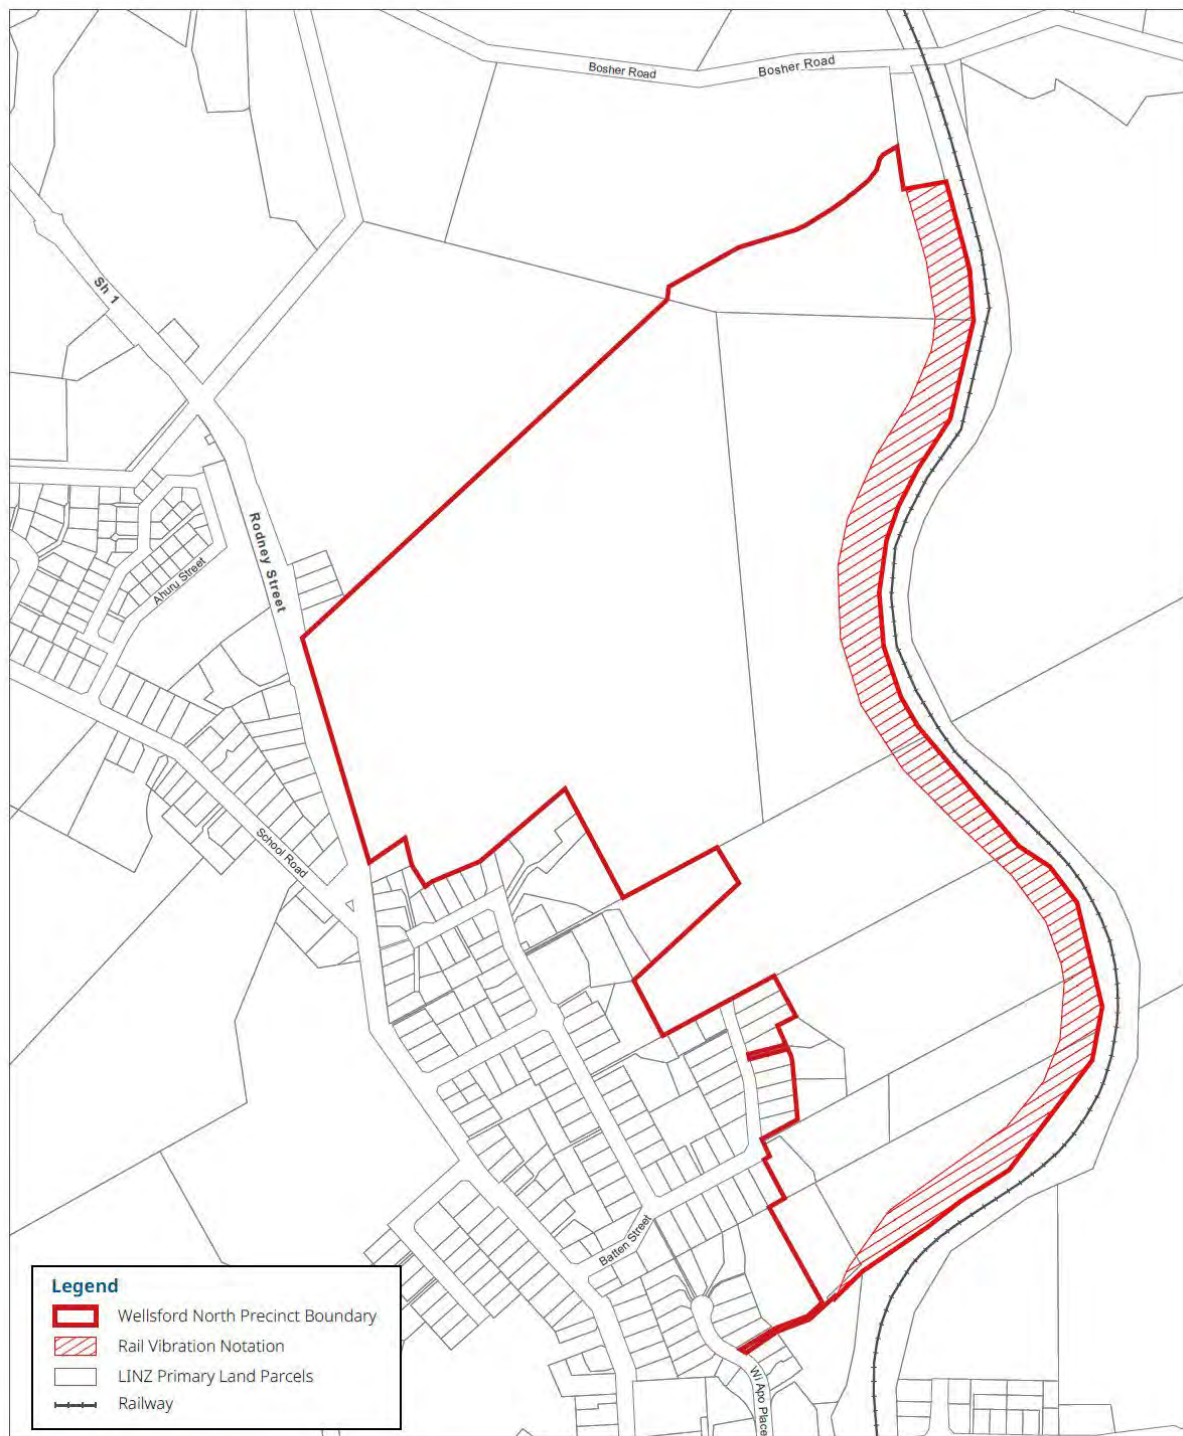 Bosher Road
Bosher Road
Sh 1
Rodney Street
Ahuru Street
School Road
Batten Street
Wi Apo Place
Legend
Wellsford North Precinct Boundary
Rail Vibration Notation
LINZ Primary Land Parcels
Railway